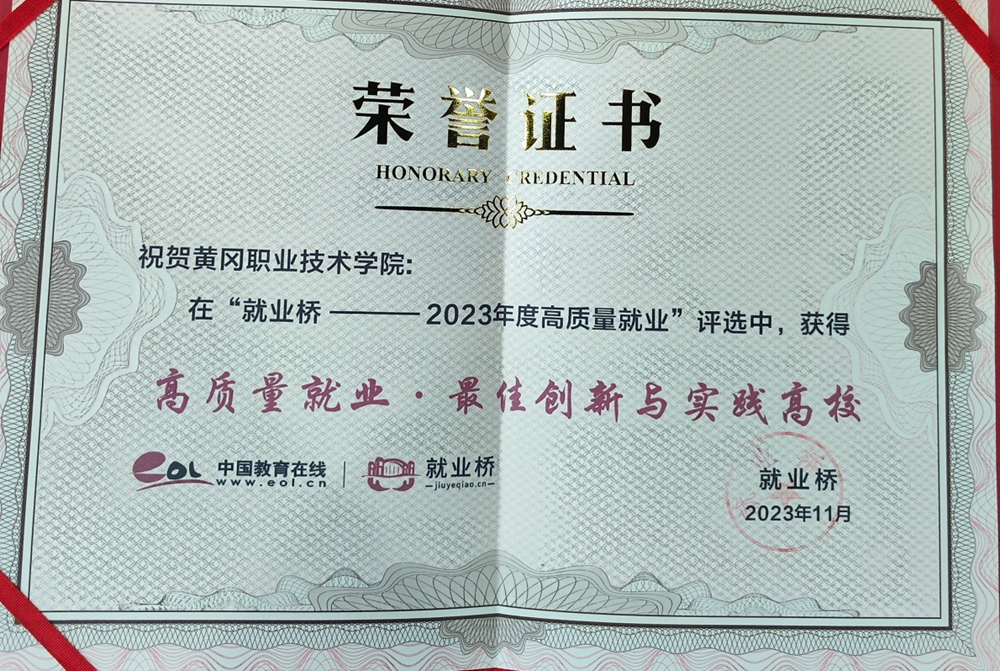 荣誉证书
HONORARY CREDENTIAL
祝贺黄冈职业技术学院:
在“就业桥———2023年度高质量就业”评选中，获得
高质量就业·最佳创新与实践高校
eol 中国教育在线
www.eol.cn
就业桥
jiuyeqiao.cn
就业桥
2023年11月